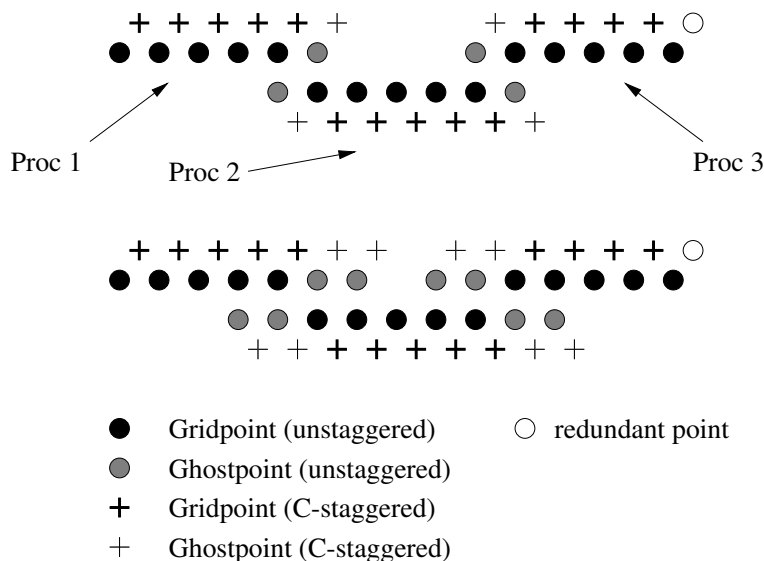 Proc 1
Proc 2
Proc 3
Gridpoint (unstaggered)
redundant point
Ghostpoint (unstaggered)
Gridpoint (C-staggered)
Ghostpoint (C-staggered)